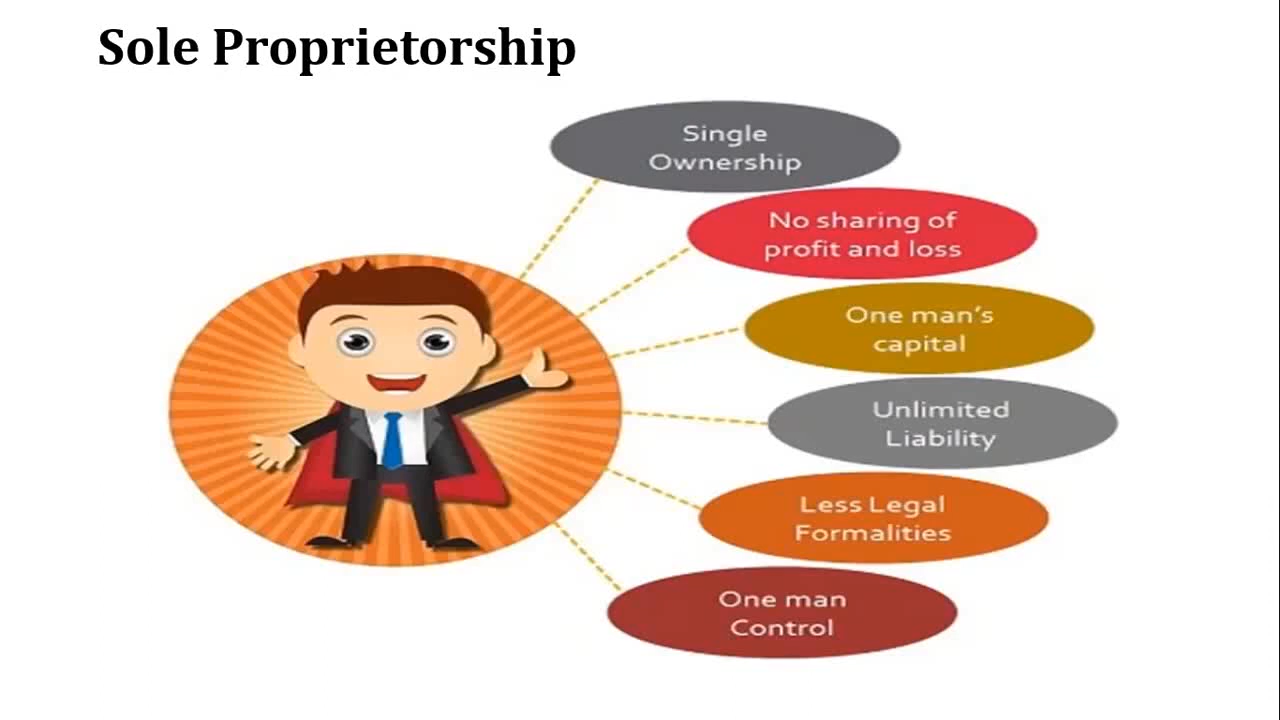 Sole Proprietorship
Single
Ownership
No sharing of
profit and loss
One man's
capital
Unlimited
Liability
Less Legal
Formalities
One man
Control